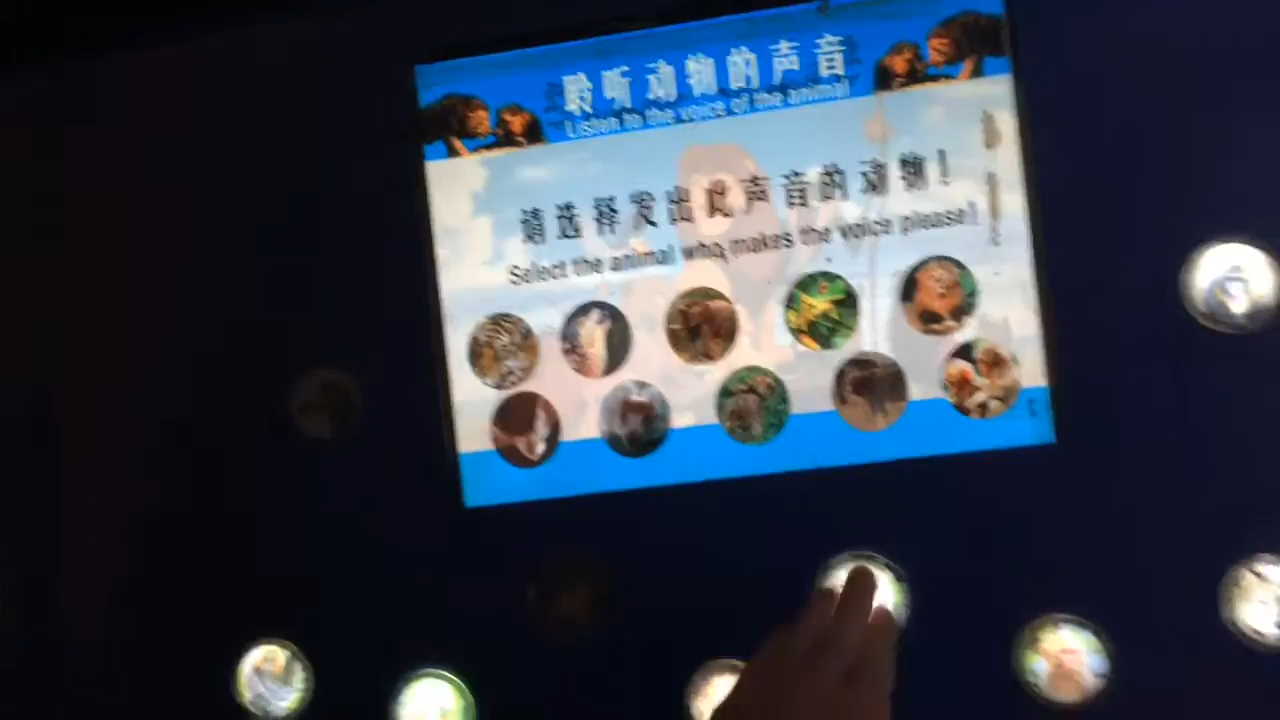 聆听动物的声音
Listen to the voice of the animal
请选择发出此声音的动物！
Select the animal who makes the voice please!